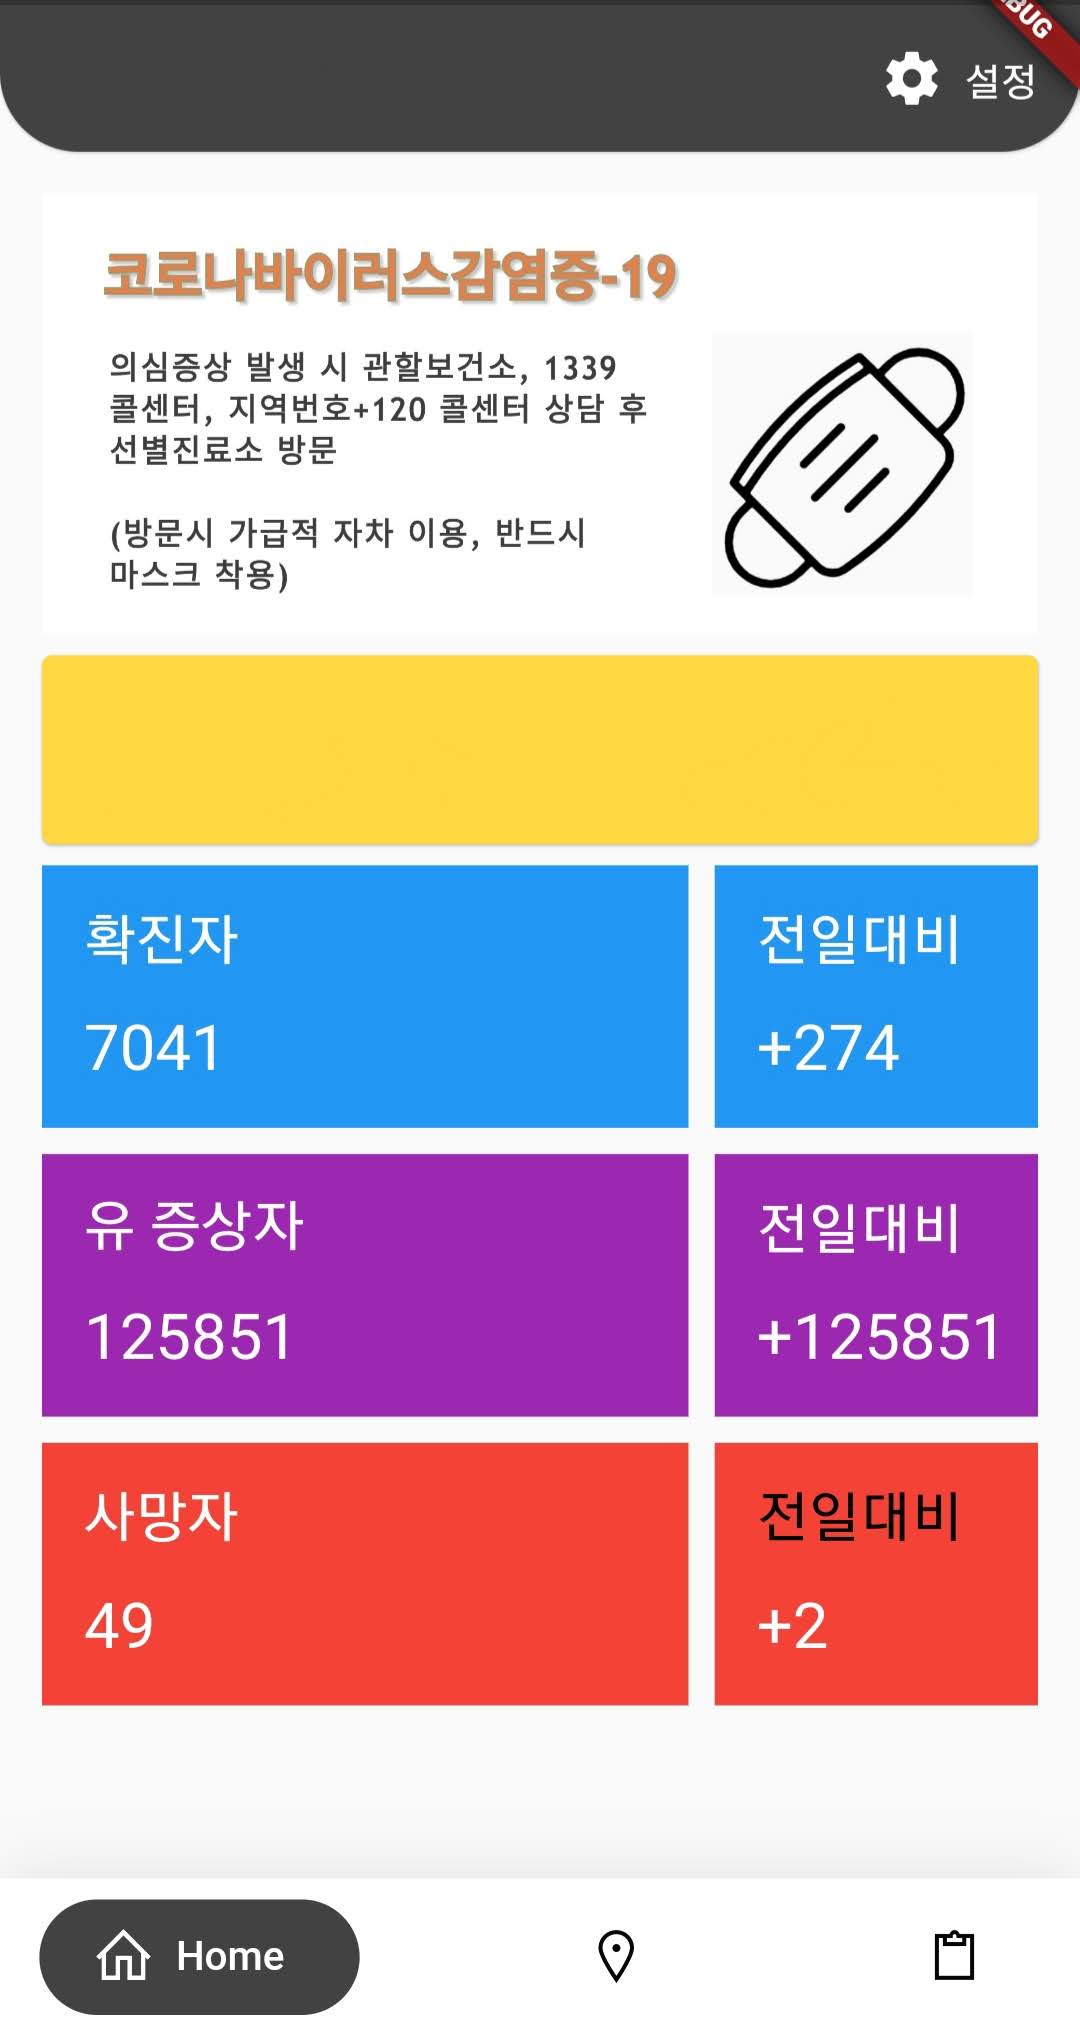 설정
코로나바이러스감염증-19
의심증상 발생 시 관할보건소, 1339
콜센터, 지역번호+120 콜센터 상담 후
선별진료소 방문
(방문시 가급적 자차 이용, 반드시
마스크 착용)
확진자
7041
전일대비
+274
유 증상자
125851
전일대비
+125851
사망자
49
전일대비
+2
Home